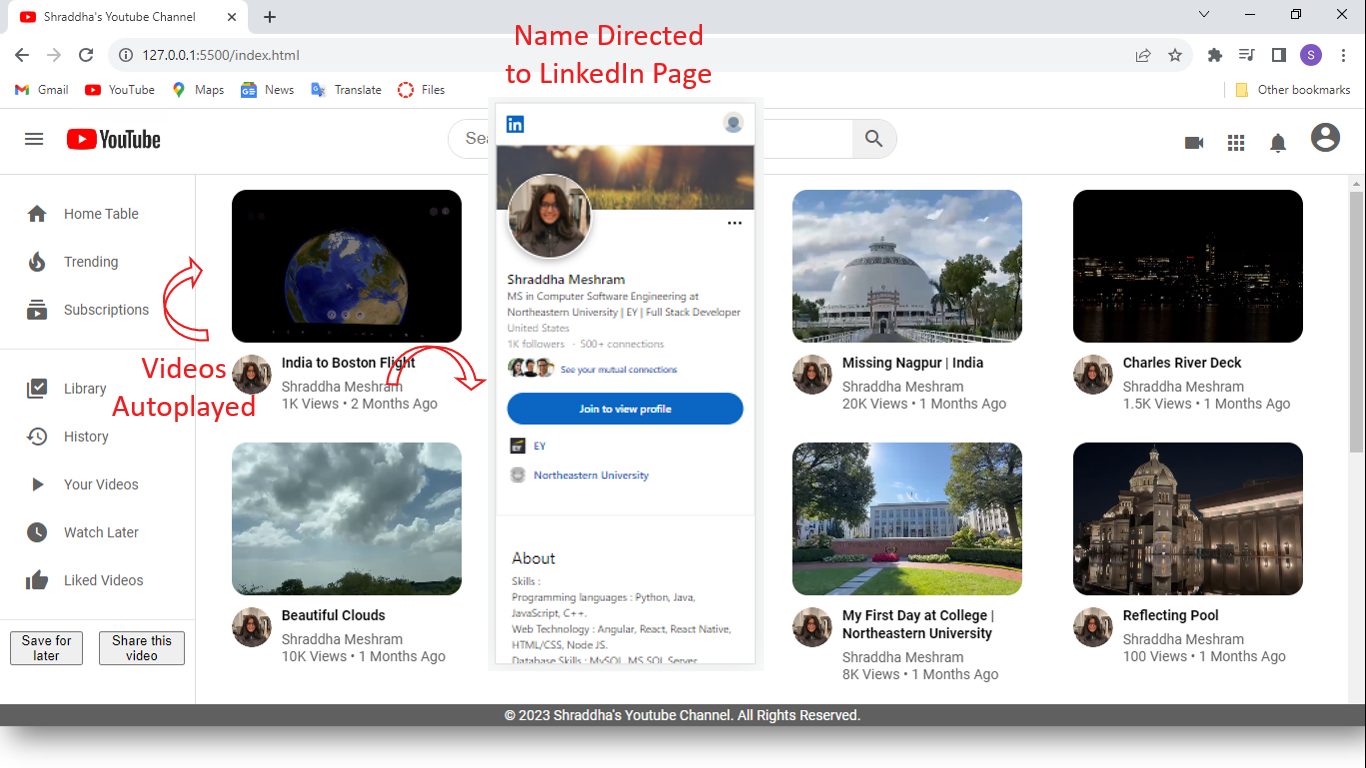 Shraddha's Youtube Channel
127.0.0.1:5500/index.html
S
Gmail
YouTube
Maps
News
Translate
Files
Other bookmarks
Name Directed
to LinkedIn Page
YouTube
Sea
Home Table
Trending
Subscriptions
Library
History
Your Videos
Watch Later
Liked Videos
Save for
later
Share this
video
Videos
Autoplayed
India to Boston Flight
Shraddha Meshram
1K Views • 2 Months Ago
in
Shraddha Meshram
MS in Computer Software Engineering at
Northeastern University | EY | Full Stack Developer
United States
1K followers · 500+ connections
See your mutual connections
Join to view profile
EY
EY
Northeastern University
About
Skills :
Programming languages : Python, Java,
JavaScript, C++.
Web Technology : Angular, React, React Native,
HTML/CSS, Node JS.
Database Skills : MySQL, MS SQL Server,
Missing Nagpur | India
Shraddha Meshram
20K Views • 1 Months Ago
Charles River Deck
Shraddha Meshram
1.5K Views • 1 Months Ago
Beautiful Clouds
Shraddha Meshram
10K Views • 1 Months Ago
My First Day at College |
Northeastern University
Shraddha Meshram
8K Views • 1 Months Ago
Reflecting Pool
Shraddha Meshram
100 Views • 1 Months Ago
© 2023 Shraddha's Youtube Channel. All Rights Reserved.